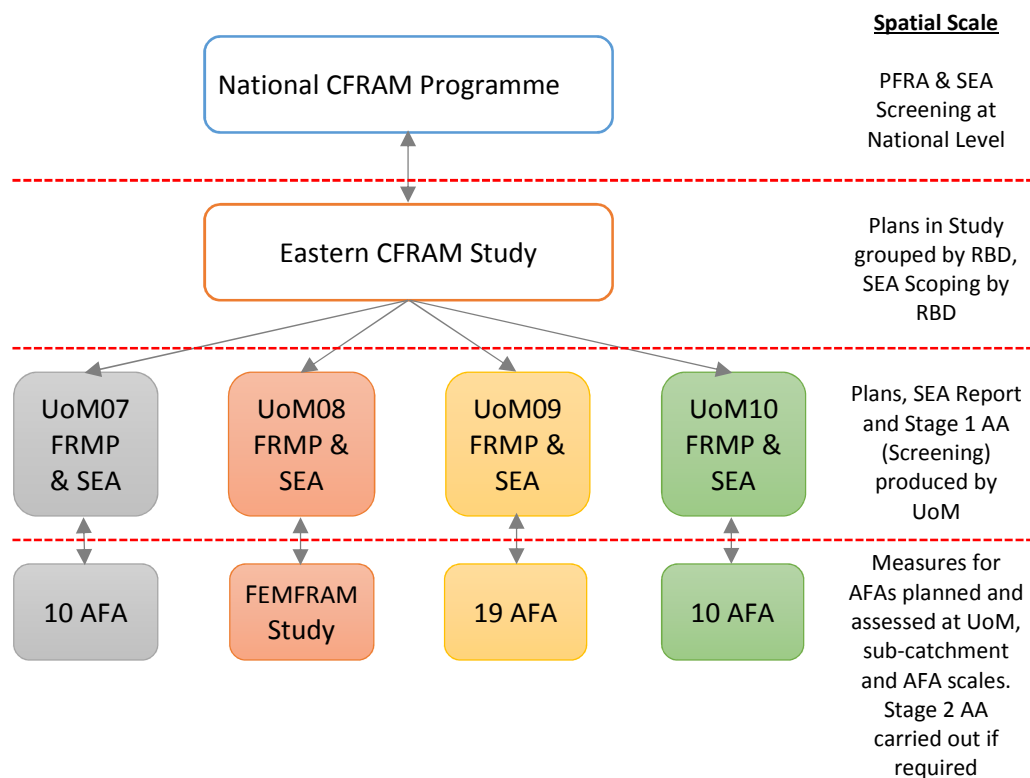 Spatial Scale
National CFRAM Programme
PFRA & SEA
Screening at
National Level
Eastern CFRAM Study
Plans in Study
grouped by RBD,
SEA Scoping by
RBD
UoM07
FRMP
& SEA
UoM08
FRMP &
SEA
UoM09
FRMP &
SEA
UoM10
FRMP &
SEA
Plans, SEA Report
and Stage 1 AA
(Screening)
produced by
UoM
10 AFA
FEMFRAM
Study
19 AFA
10 AFA
Measures for
AFAs planned and
assessed at UoM,
sub-catchment
and AFA scales.
Stage 2 AA
carried out if
required